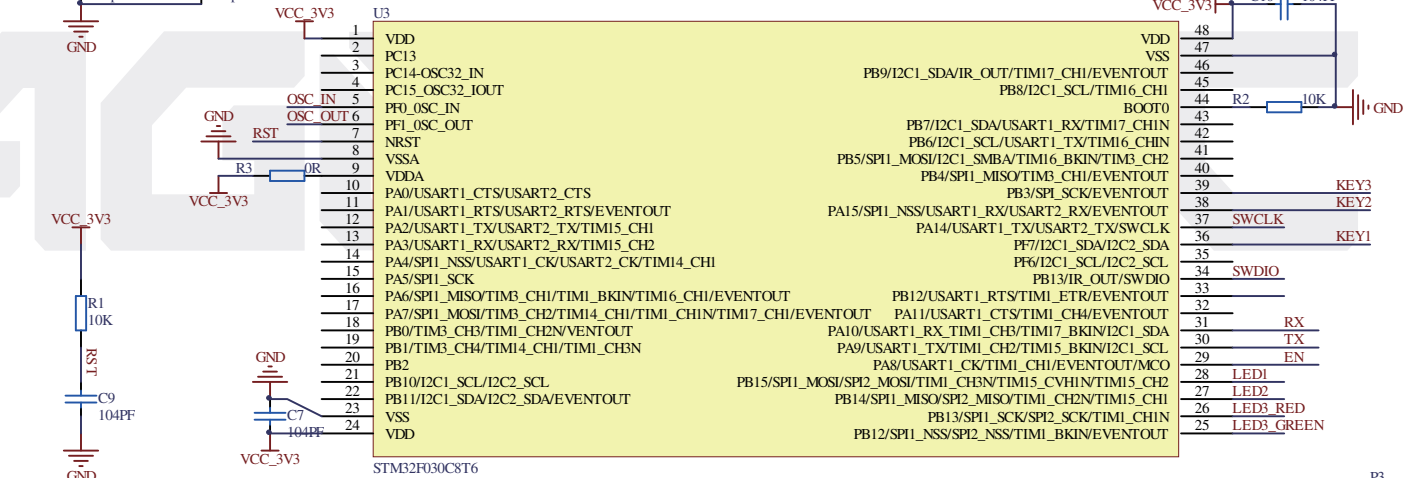 VCC_3V3
U3
VCC_3V3
GND
1 VDD
2 PC13
3 PC14-OSC32_IN
4 PC15_OSC32_IOUT
OSC_IN 5 PF0_0SC_IN
OSC_OUT 6 PF1_0SC_OUT
GND
RST 7 NRST
8 VSSA
R3 0R 9 VDDA
VCC_3V3
10 PA0/USART1_CTS/USART2_CTS
11 PA1/USART1_RTS/USART2_RTS/EVENTOUT
12 PA2/USART1_TX/USART2_TX/TIM15_CH1
13 PA3/USART1_RX/USART2_RX/TIM15_CH2
14 PA4/SPI1_NSS/USART1_CK/USART2_CK/TIM14_CH1
15 PA5/SPI1_SCK
16 PA6/SPI1_MISO/TIM3_CH1/TIM1_BKIN/TIM16_CH1/EVENTOUT
17 PA7/SPI1_MOSI/TIM3_CH2/TIM14_CH1/TIM1_CH1N/TIM17_CH1/EVENTOUT
18 PB0/TIM3_CH3/TIM1_CH2N/VENTOUT
19 PB1/TIM3_CH4/TIM14_CH1/TIM1_CH3N
20 PB2
21 PB10/I2C1_SCL/I2C2_SCL
22 PB11/I2C1_SDA/I2C2_SDA/EVENTOUT
23 VSS
24 VDD
VDD 48
VSS 47
PB9/I2C1_SDA/IR_OUT/TIM17_CH1/EVENTOUT 46
PB8/I2C1_SCL/TIM16_CH1 45
BOOT0 44 R2 10K GND
PB7/I2C1_SDA/USART1_RX/TIM17_CH1N 43
PB6/I2C1_SCL/USART1_TX/TIM16_CHIN 42
PB5/SPI1_MOSI/I2C1_SMBA/TIM16_BKIN/TIM3_CH2 41
PB4/SPI1_MISO/TIM3_CH1/EVENTOUT 40
PB3/SPI_SCK/EVENTOUT 39 KEY3
PA15/SPI1_NSS/USART1_RX/USART2_RX/EVENTOUT 38 KEY2
PA14/USART1_TX/USART2_TX/SWCLK 37 SWCLK
PF7/I2C1_SDA/I2C2_SDA 36 KEY1
PF6/I2C1_SCL/I2C2_SCL 35
PB13/IR_OUT/SWDIO 34 SWDIO
PB12/USART1_RTS/TIM1_ETR/EVENTOUT 33
PA11/USART1_CTS/TIM1_CH4/EVENTOUT 32
PA10/USART1_RX_TIM1_CH3/TIM17_BKIN/I2C1_SDA 31 RX
PA9/USART1_TX/TIM1_CH2/TIM15_BKIN/I2C1_SCL 30 TX
PA8/USART1_CK/TIM1_CH1/EVENTOUT/MCO 29 EN
PB15/SPI1_MOSI/SPI2_MOSI/TIM1_CH3N/TIM15_CVH1N/TIM15_CH2 28 LED1
PB14/SPI1_MISO/SPI2_MISO/TIM1_CH2N/TIM15_CH1 27 LED2
PB13/SPI1_SCK/SPI2_SCK/TIM1_CH1N 26 LED3_RED
PB12/SPI1_NSS/SPI2_NSS/TIM1_BKIN/EVENTOUT 25 LED3_GREEN
STM32F030C8T6
VCC_3V3
R1
10K
RST
C9
104PF
GND
GND
C7
104PF
VCC_3V3
P3